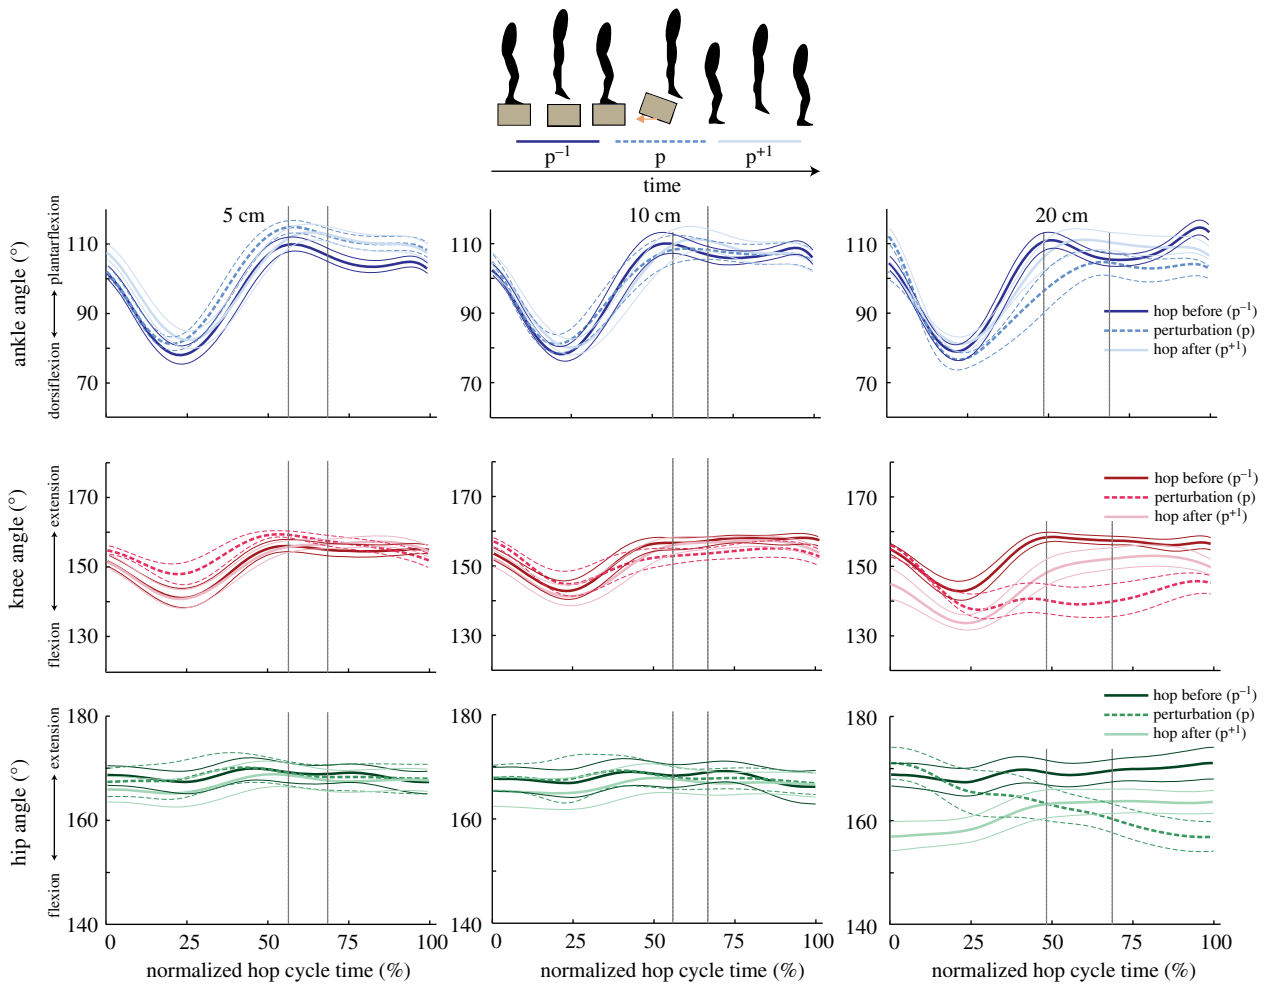 p⁻¹ p p⁺¹
time
5 cm 10 cm 20 cm
ankle angle (°)
dorsiflexion plantarflexion
110
90
70
110
90
70
110
90
70
hop before (p⁻¹)
perturbation (p)
hop after (p⁺¹)
knee angle (°)
flexion extension
170
150
130
170
150
130
170
150
130
hop before (p⁻¹)
perturbation (p)
hop after (p⁺¹)
hip angle (°)
flexion extension
180
160
140
180
160
140
180
160
140
hop before (p⁻¹)
perturbation (p)
hop after (p⁺¹)
0 25 50 75 100
0 25 50 75 100
0 25 50 75 100
normalized hop cycle time (%)
normalized hop cycle time (%)
normalized hop cycle time (%)